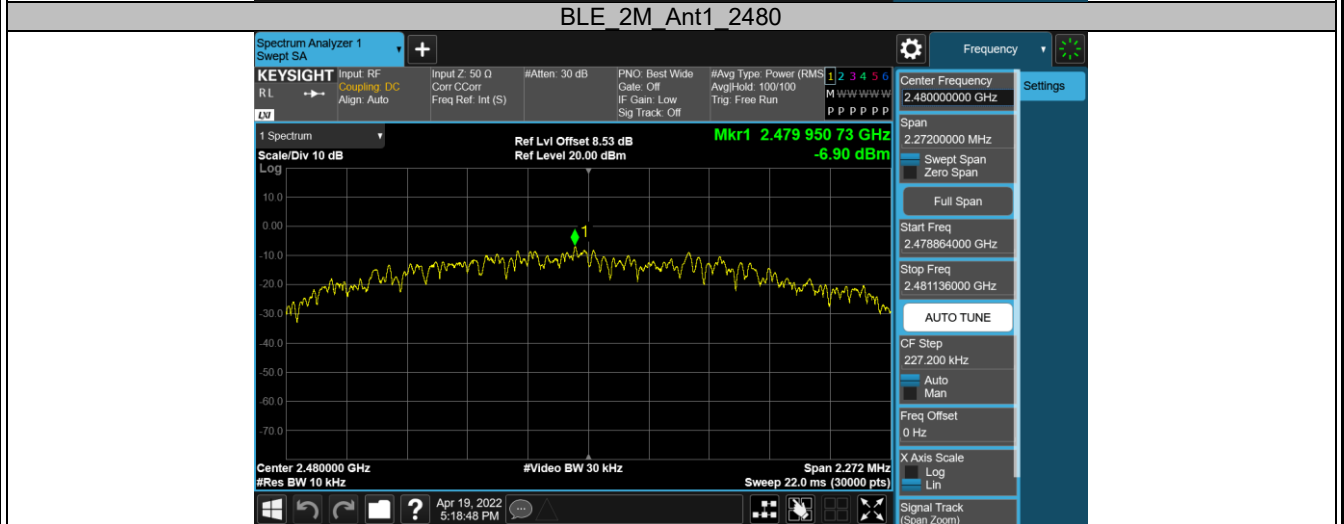 BLE_2M_Ant1_2480
Spectrum Analyzer 1
Swept SA
+
Frequency
KEYSIGHT
RL
LXI
Input: RF
Coupling: DC
Align: Auto
Input Z: 50 Ω
Corr CCorr
Freq Ref: Int (S)
#Atten: 30 dB
PNO: Best Wide
Gate: Off
IF Gain: Low
Sig Track: Off
#Avg Type: Power (RMS
Avg|Hold: 100/100
Trig: Free Run
1 2 3 4 5 6
M W W W W W
P P P P P P
1 Spectrum
Scale/Div 10 dB
Log
Ref Lvl Offset 8.53 dB
Ref Level 20.00 dBm
Mkr1 2.479 950 73 GHz
-6.90 dBm
10.0
0.00
-10.0
-20.0
-30.0
-40.0
-50.0
-60.0
-70.0
1
Center 2.480000 GHz
#Res BW 10 kHz
#Video BW 30 kHz
Span 2.272 MHz
Sweep 22.0 ms (30000 pts)
Center Frequency
2.480000000 GHz
Settings
Span
2.27200000 MHz
Swept Span
Zero Span
Full Span
Start Freq
2.478864000 GHz
Stop Freq
2.481136000 GHz
AUTO TUNE
CF Step
227.200 kHz
Auto
Man
Freq Offset
0 Hz
X Axis Scale
Log
Lin
Signal Track
(Span Zoom)
?
Apr 19, 2022
5:18:48 PM